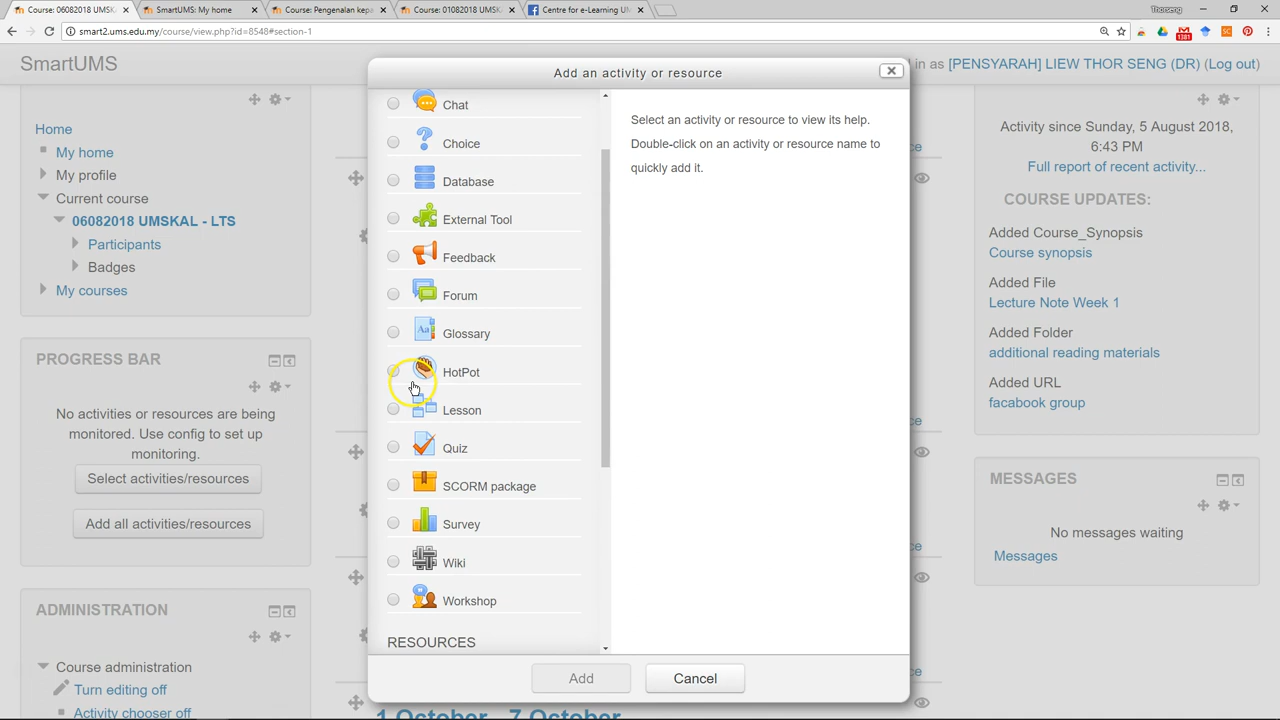 Course: 06082018 UMSKA
SmartUMS: My home
Course: Pengenalan kepa
Course: 01082018 UMSKA
Centre for e-Learning UM
Thorseng
smart2.ums.edu.my/course/view.php?id=8548#section-1
1381
SmartUMS
in as [PENSYARAH] LIEW THOR SENG (DR) (Log out)
Home
My home
My profile
Current course
06082018 UMSKAL - LTS
Participants
Badges
My courses
PROGRESS BAR
No activities or resources are being
monitored. Use config to set up
monitoring.
Select activities/resources
Add all activities/resources
ADMINISTRATION
Course administration
Turn editing off
Activity chooser off
Add an activity or resource
Chat
Choice
Database
External Tool
Feedback
Forum
Glossary
HotPot
Lesson
Quiz
SCORM package
Survey
Wiki
Workshop
RESOURCES
Select an activity or resource to view its help.
Double-click on an activity or resource name to
quickly add it.
Add
Cancel
1 October - 7 October
Activity since Sunday, 5 August 2018,
6:43 PM
Full report of recent activity...
COURSE UPDATES:
Added Course_Synopsis
Course synopsis
Added File
Lecture Note Week 1
Added Folder
additional reading materials
Added URL
facabook group
MESSAGES
No messages waiting
Messages